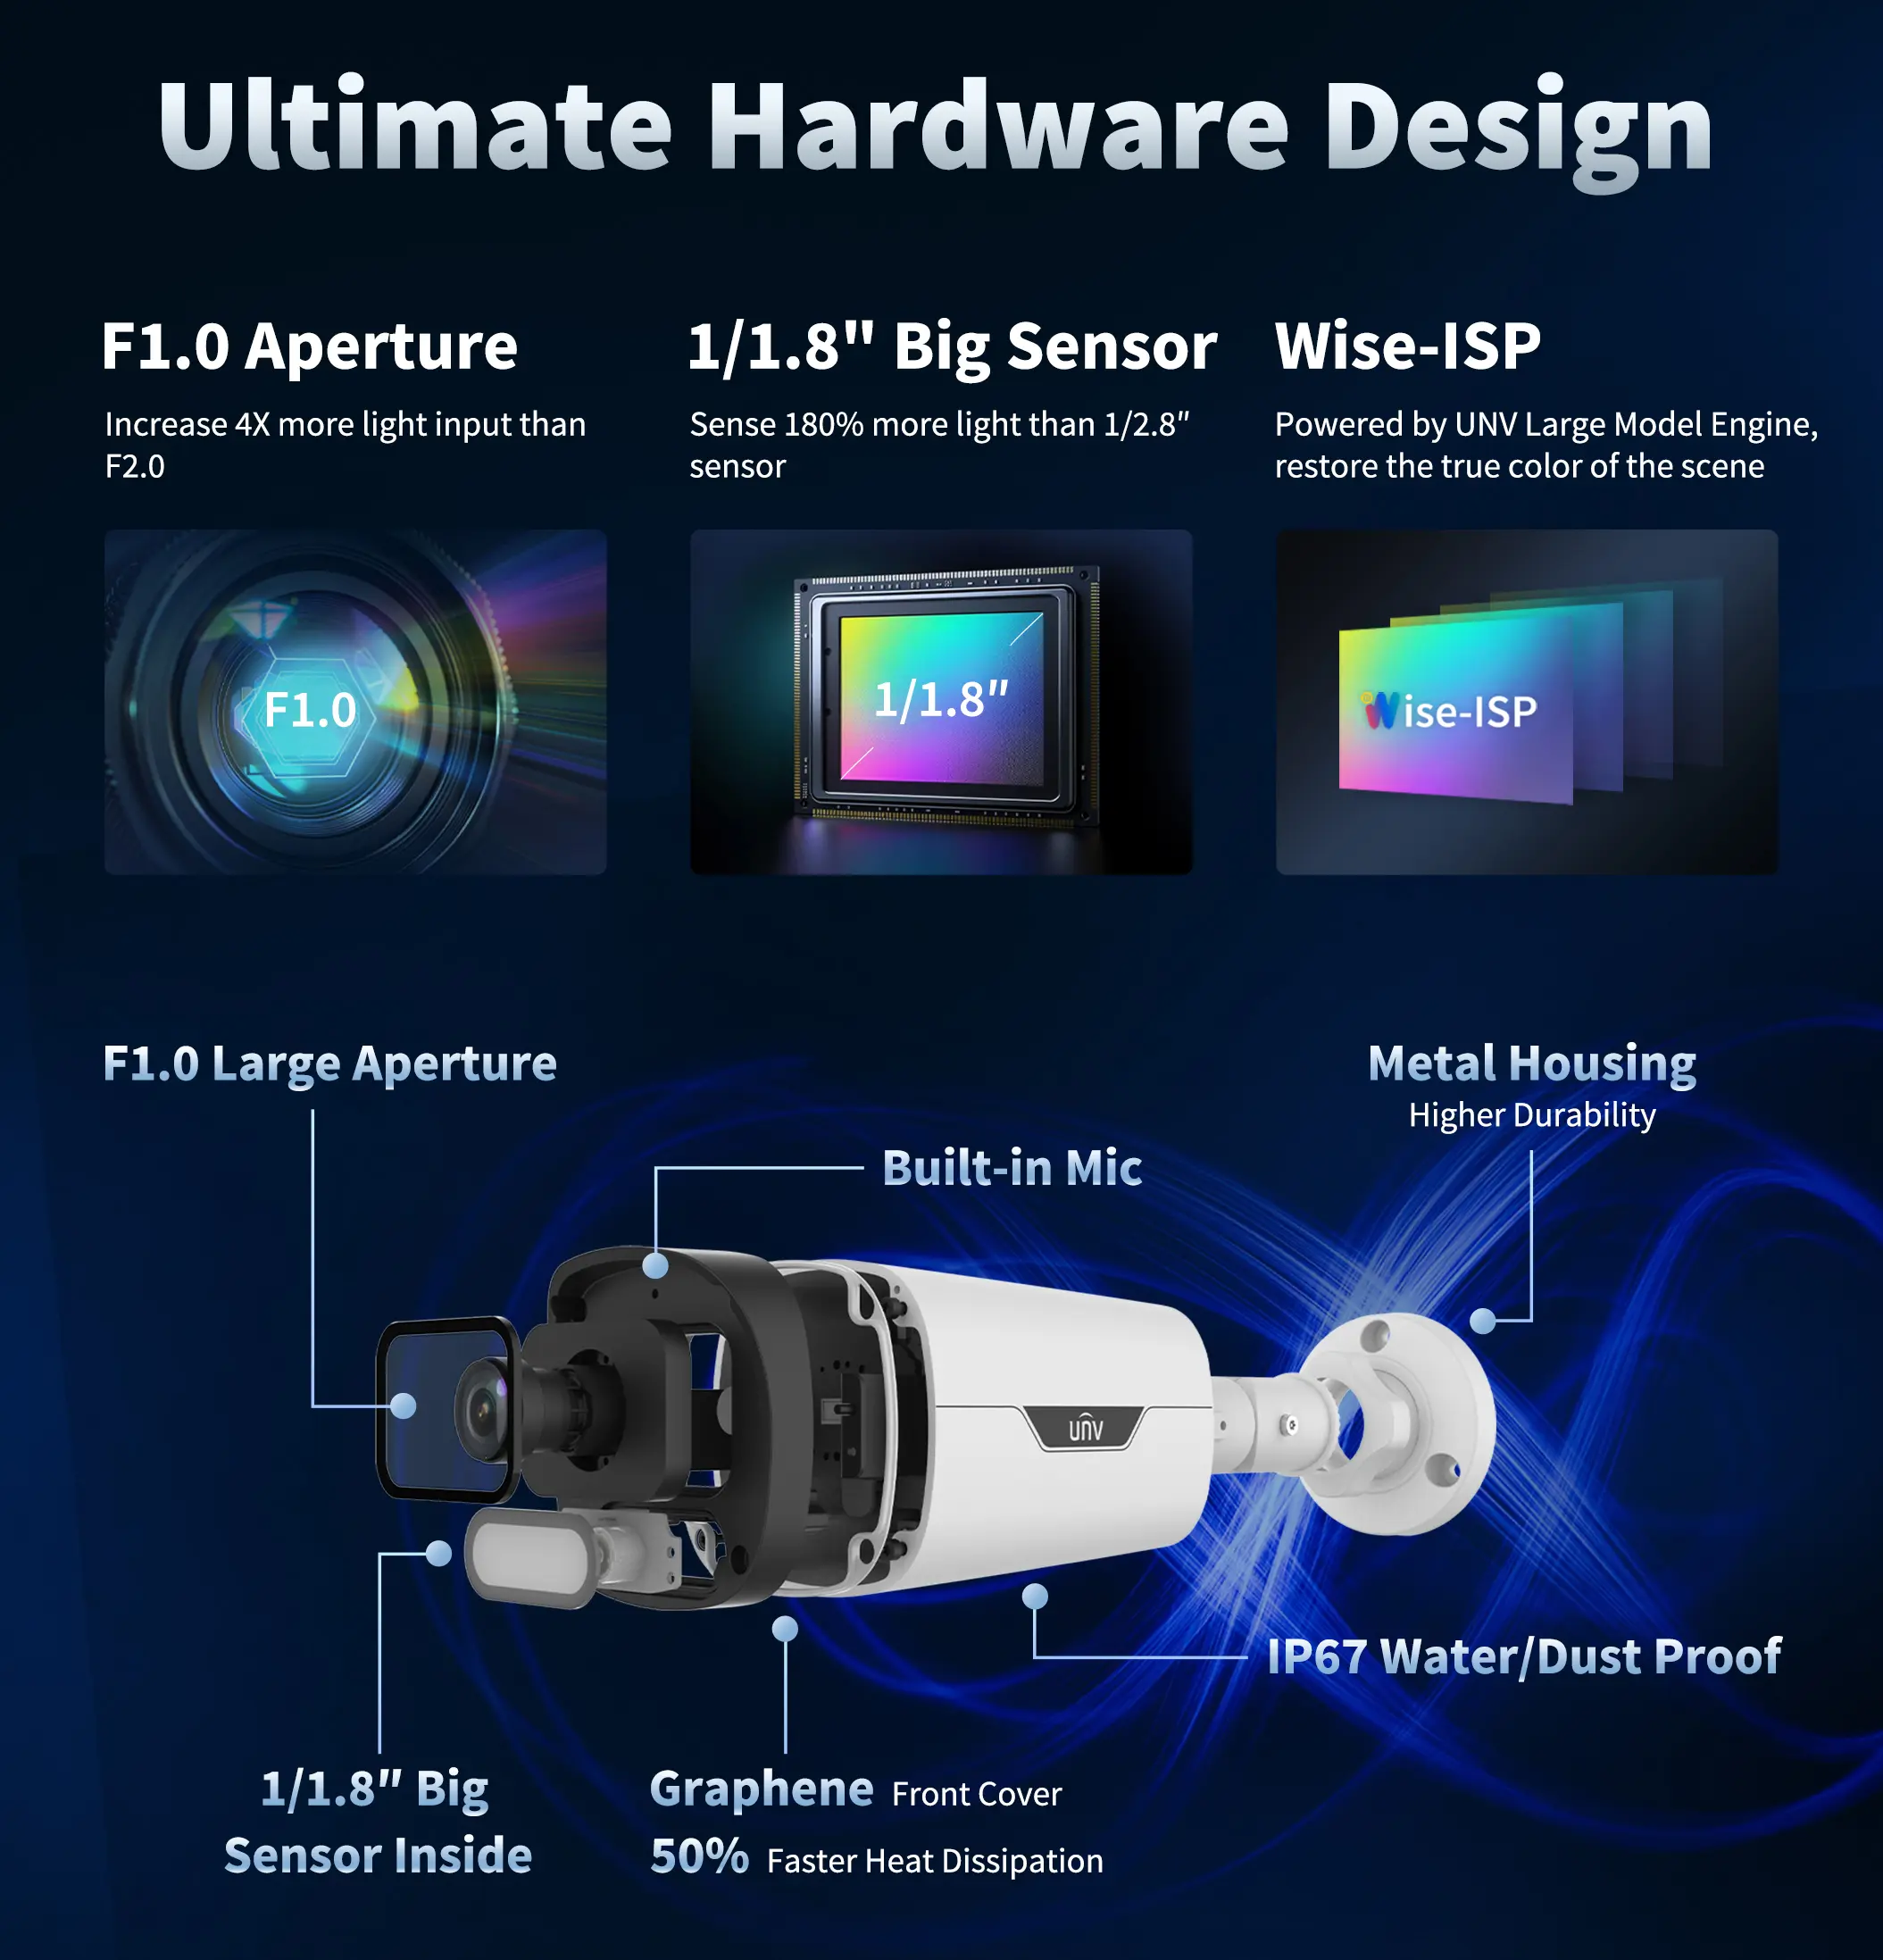 Ultimate Hardware Design
F1.0 Aperture
Increase 4X more light input than
F2.0
1/1.8" Big Sensor
Sense 180% more light than 1/2.8"
sensor
Wise-ISP
Powered by UNV Large Model Engine,
restore the true color of the scene
F1.0
1/1.8"
Wise-ISP
F1.0 Large Aperture
Metal Housing
Higher Durability
Built-in Mic
unv
IP67 Water/Dust Proof
1/1.8" Big
Sensor Inside
Graphene Front Cover
50% Faster Heat Dissipation